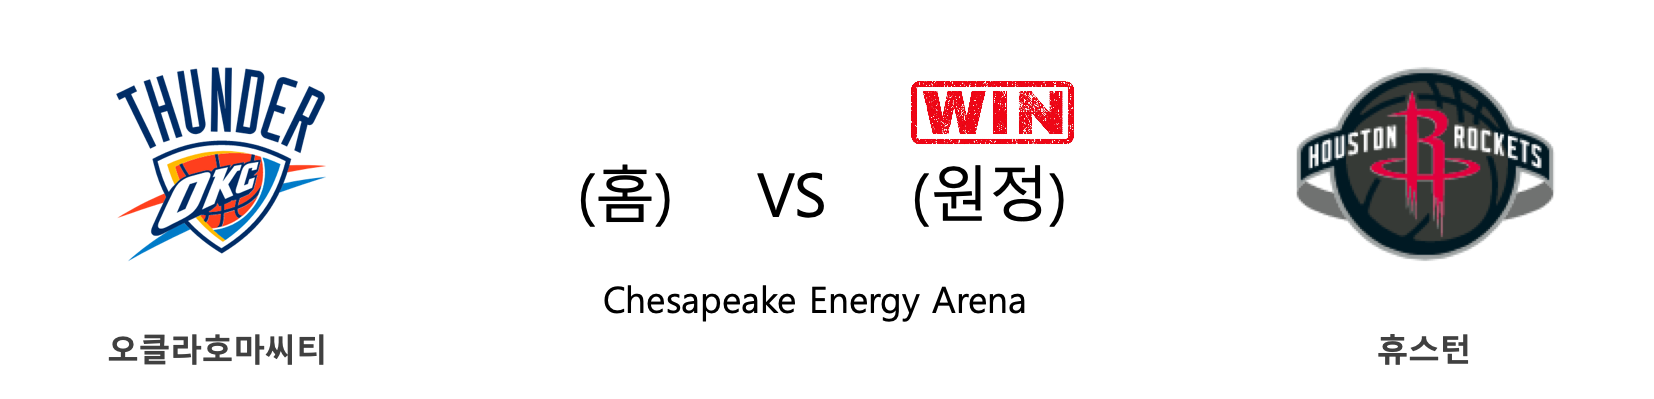 THUNDER
OKC
WIN
(홈) VS (원정)
HOUSTON ROCKETS
Chesapeake Energy Arena
오클라호마씨티
휴스턴